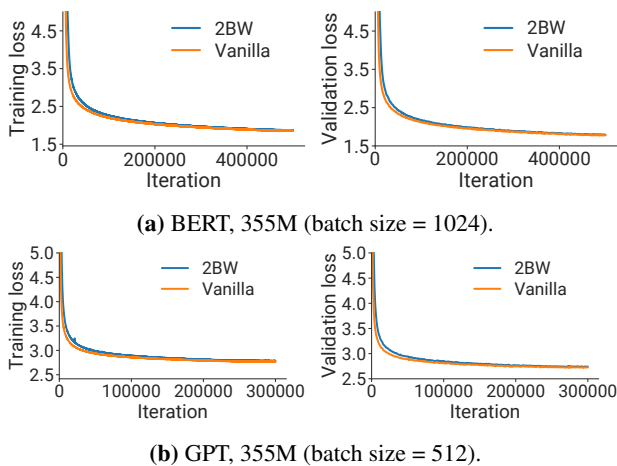 4.5
3.5
2.5
1.5
Training loss
2BW
Vanilla
0 200000 400000
Iteration
4.5
3.5
2.5
1.5
Validation loss
2BW
Vanilla
0 200000 400000
Iteration
(a) BERT, 355M (batch size = 1024).
5.0
4.5
4.0
3.5
3.0
2.5
Training loss
2BW
Vanilla
0 100000 200000 300000
Iteration
5.0
4.5
4.0
3.5
3.0
2.5
Validation loss
2BW
Vanilla
0 100000 200000 300000
Iteration
(b) GPT, 355M (batch size = 512).